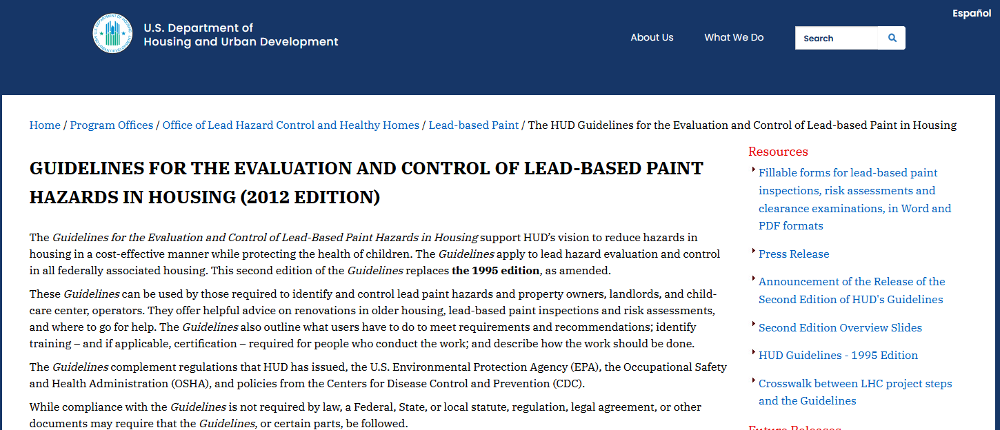 Español
U.S. Department of
Housing and Urban Development
About Us
What We Do
Search
Home / Program Offices / Office of Lead Hazard Control and Healthy Homes / Lead-based Paint / The HUD Guidelines for the Evaluation and Control of Lead-based Paint in Housing
GUIDELINES FOR THE EVALUATION AND CONTROL OF LEAD-BASED PAINT
HAZARDS IN HOUSING (2012 EDITION)
The Guidelines for the Evaluation and Control of Lead-Based Paint Hazards in Housing support HUD’s vision to reduce hazards in
housing in a cost-effective manner while protecting the health of children. The Guidelines apply to lead hazard evaluation and control
in all federally associated housing. This second edition of the Guidelines replaces the 1995 edition, as amended.
These Guidelines can be used by those required to identify and control lead paint hazards and property owners, landlords, and child-
care center, operators. They offer helpful advice on renovations in older housing, lead-based paint inspections and risk assessments,
and where to go for help. The Guidelines also outline what users have to do to meet requirements and recommendations; identify
training – and if applicable, certification – required for people who conduct the work; and describe how the work should be done.
The Guidelines complement regulations that HUD has issued, the U.S. Environmental Protection Agency (EPA), the Occupational Safety
and Health Administration (OSHA), and policies from the Centers for Disease Control and Prevention (CDC).
While compliance with the Guidelines is not required by law, a Federal, State, or local statute, regulation, legal agreement, or other
documents may require that the Guidelines, or certain parts, be followed.
Resources
Fillable forms for lead-based paint
inspections, risk assessments and
clearance examinations, in Word and
PDF formats
Press Release
Announcement of the Release of the
Second Edition of HUD's Guidelines
Second Edition Overview Slides
HUD Guidelines - 1995 Edition
Crosswalk between LHC project steps
and the Guidelines
Future Releases